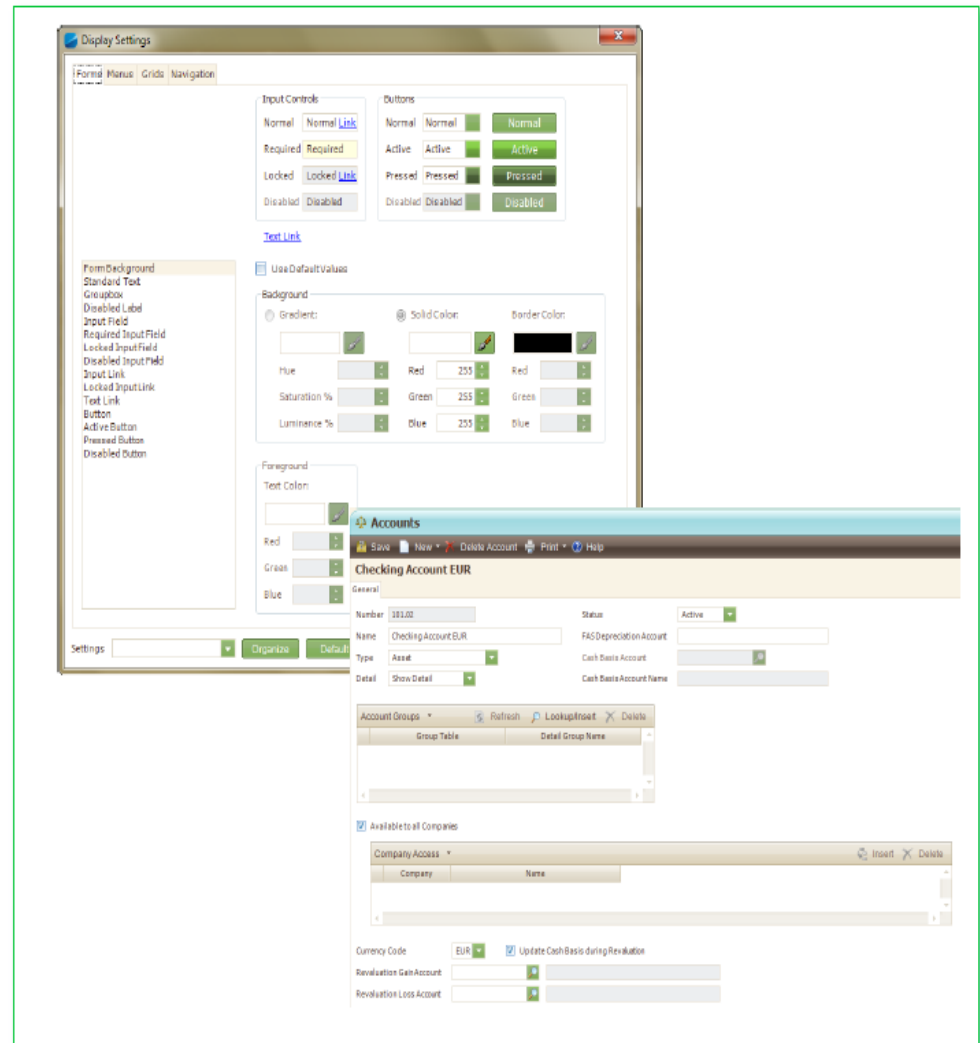 Display Settings
Forms Menus Grids Navigation
Input Controls
Normal Normal Link
Required Required
Locked Locked Link
Disabled Disabled
Buttons
Normal Normal Normal
Active Active Active
Pressed Pressed Pressed
Disabled Disabled Disabled
Text Link
Form Background
Standard Text
Groupbox
Disabled Label
Input Field
Required Input Field
Locked Input Field
Disabled Input Field
Input Link
Locked Input Link
Text Link
Button
Active Button
Pressed Button
Disabled Button
Use Default Values
Background
Gradient: Solid Color: Border Color:
Hue Red 255 Red
Saturation % Green 255 Green
Luminance % Blue 255 Blue
Foreground
Text Color:
Red
Green
Blue
Settings Organize Default
Accounts
Save New Delete Account Print Help
Checking Account EUR
General
Number 101.02 Status Active
Name Checking Account EUR FAS Depreciation Account
Type Asset Cash Basis Account
Detail Show Detail Cash Basis Account Name
Account Groups Refresh Lookup/Insert Delete
Group Table Detail Group Name
Available to all Companies
Company Access Insert Delete
Company Name
Currency Code EUR Update Cash Basis during Revaluation
Revaluation Gain Account
Revaluation Loss Account